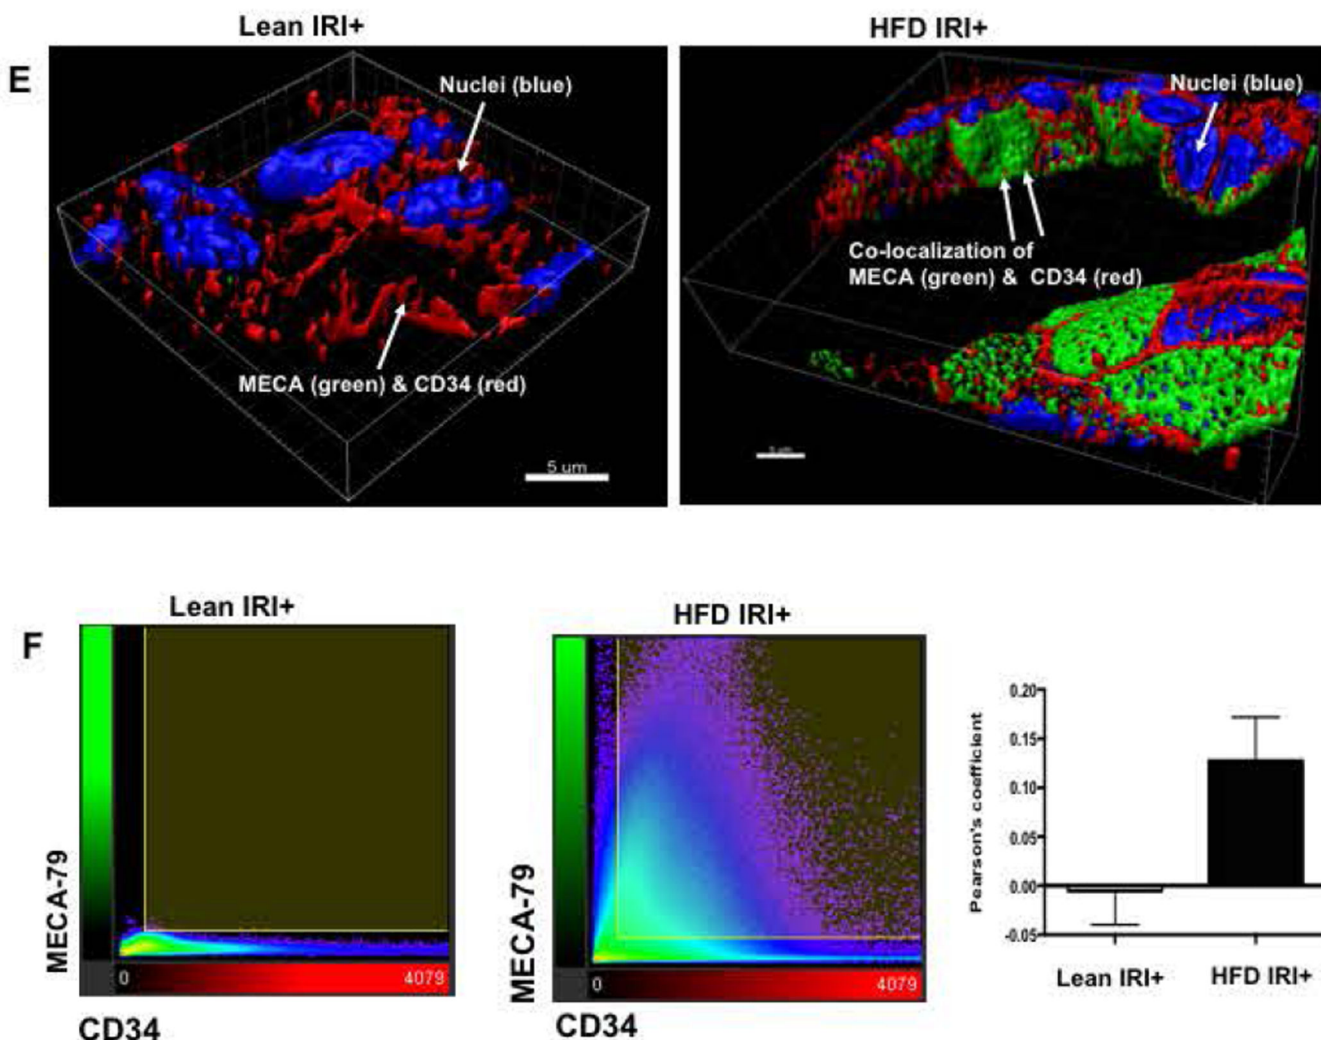 Lean IRI+
HFD IRI+
E
Nuclei (blue)
Nuclei (blue)
Co-localization of
MECA (green) & CD34 (red)
MECA (green) & CD34 (red)
5 um
5 um
F
Lean IRI+
HFD IRI+
MECA-79
0
4079
CD34
MECA-79
0
4079
CD34
Pearson's coefficient
0.20
0.15
0.10
0.05
0.00
-0.05
Lean IRI+
HFD IRI+